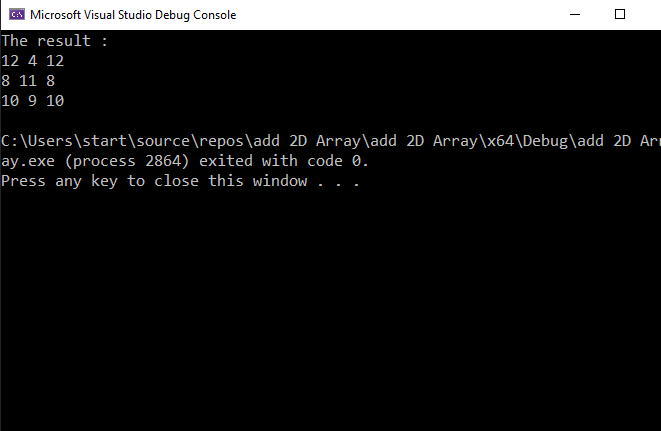 Microsoft Visual Studio Debug Console
The result :
12 4 12
8 11 8
10 9 10
C:\Users\start\source\repos\add 2D Array\add 2D Array\x64\Debug\add 2D Arr
ay.exe (process 2864) exited with code 0.
Press any key to close this window . . .